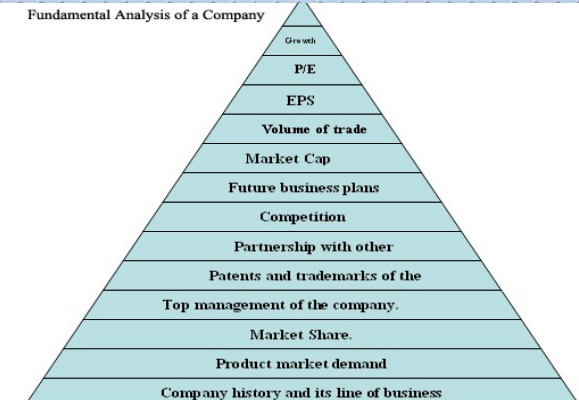 Fundamental Analysis of a Company
Growth
P/E
EPS
Volume of trade
Market Cap
Future business plans
Competition
Partnership with other
Patents and trademarks of the
Top management of the company.
Market Share.
Product market demand
Company history and its line of business